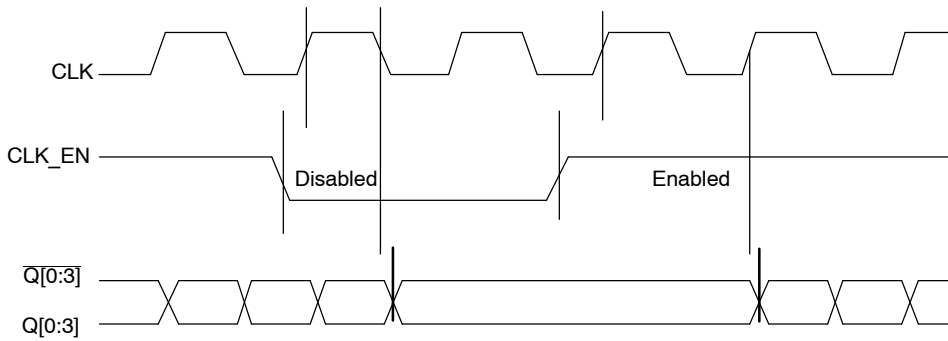 CLK
CLK_EN
Disabled
Enabled
Q[0:3]
Q[0:3]